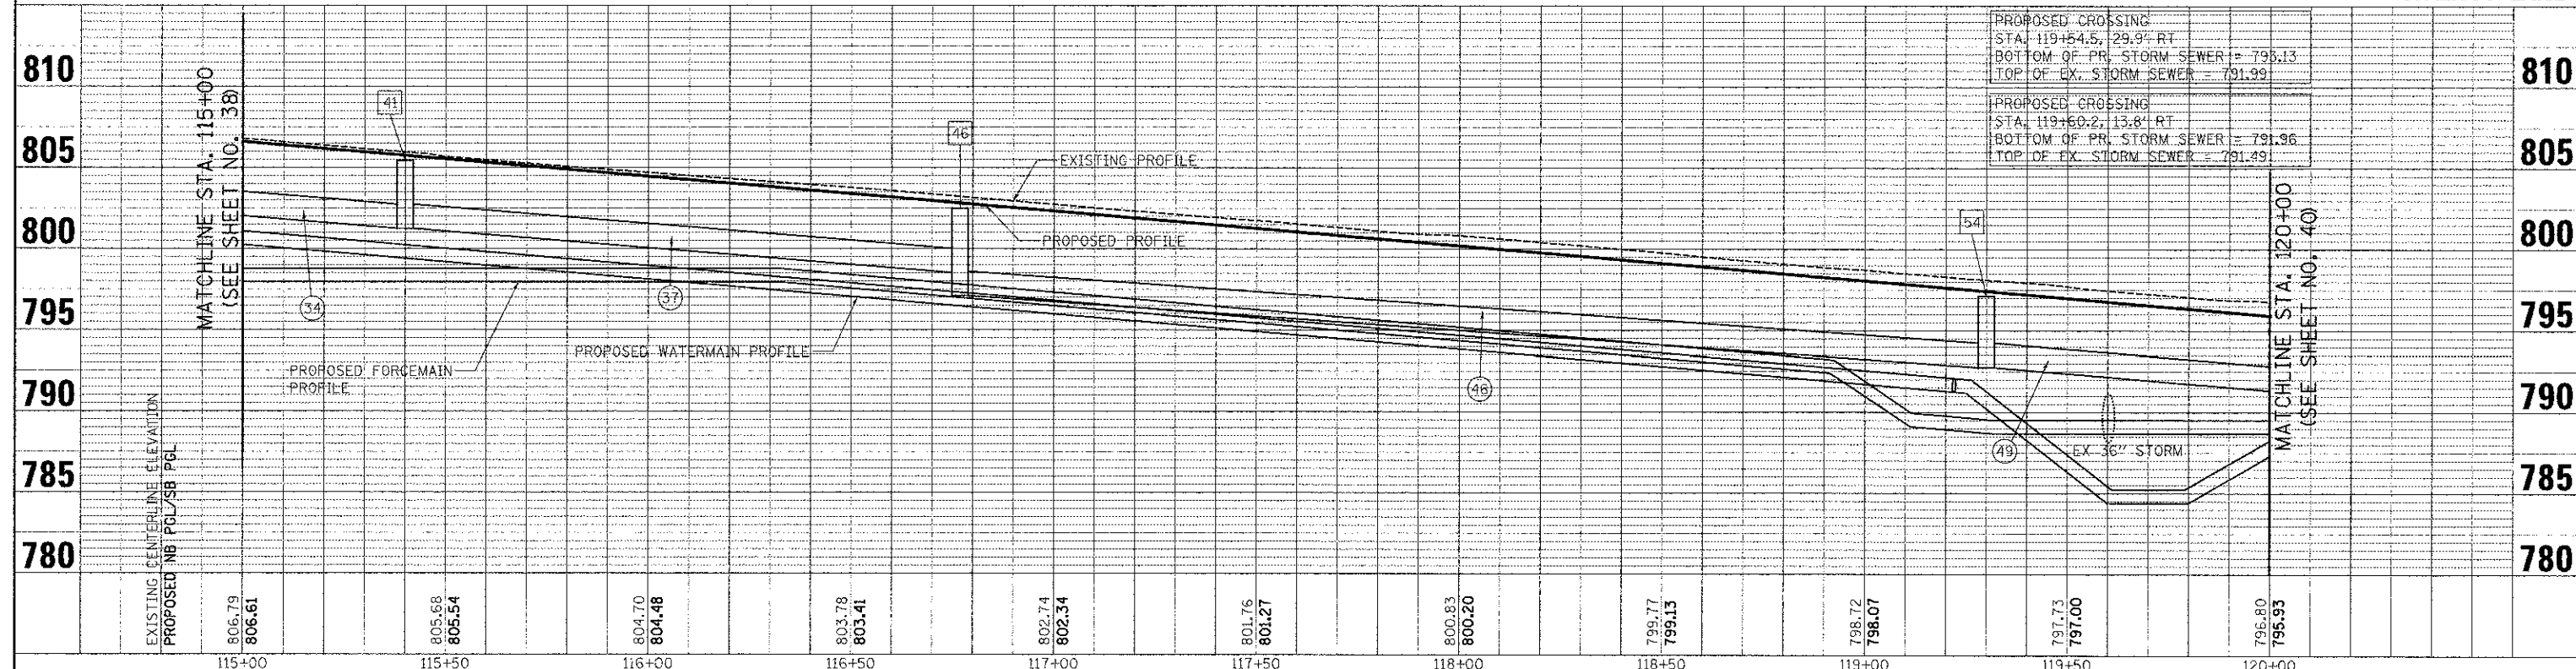 PROPOSED CROSSING
STA. 119+54.5, 29.9' RT
BOTTOM OF PR. STORM SEWER = 793.13
TOP OF EX. STORM SEWER = 791.99
PROPOSED CROSSING
STA. 119+60.2, 13.8' RT
BOTTOM OF PR. STORM SEWER = 791.96
TOP OF EX. STORM SEWER = 791.49
810
805
800
795
790
785
780
810
805
800
795
790
785
780
MATCHLINE STA. 115+00
(SEE SHEET NO. 38)
41
46
54
EXISTING PROFILE
PROPOSED PROFILE
34
37
46
49
PROPOSED WATERMAIN PROFILE
PROPOSED FORCEMAIN
PROFILE
EX 36" STORM
MATCHLINE STA. 120+00
(SEE SHEET NO. 40)
EXISTING CENTERLINE ELEVATION
PROPOSED NB PGL/SB PGL
806.79
806.61
805.68
805.54
804.70
804.48
803.78
803.41
802.74
802.34
801.76
801.27
800.83
800.20
799.77
799.13
798.72
798.07
797.73
797.00
796.80
795.93
115+00
115+50
116+00
116+50
117+00
117+50
118+00
118+50
119+00
119+50
120+00